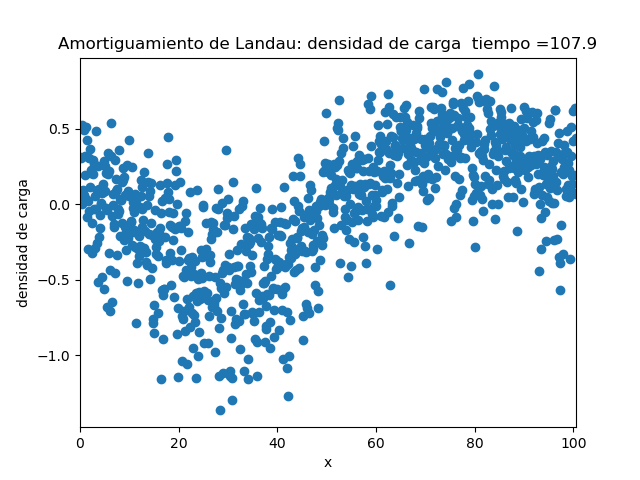 Amortiguamiento de Landau: densidad de carga  tiempo =107.9
densidad de carga
0.5
0.0
−0.5
−1.0
0 20 40 60 80 100
x